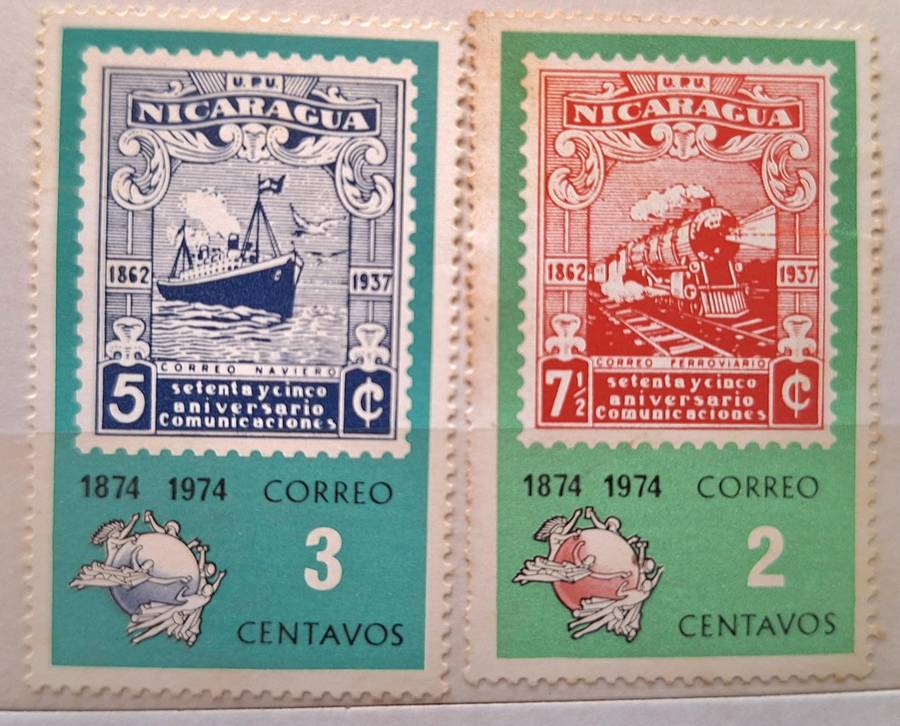 U.P.U.
NICARAGUA
1862 1937
CORREO NAVIERO
5 setenta y cinco ¢
aniversario
Comunicaciones
1874 1974 CORREO
3
CENTAVOS
U.P.U.
NICARAGUA
1862 1937
CORREO FERROVIARIO
7½ setenta y cinco ¢
aniversario
Comunicaciones
1874 1974 CORREO
2
CENTAVOS